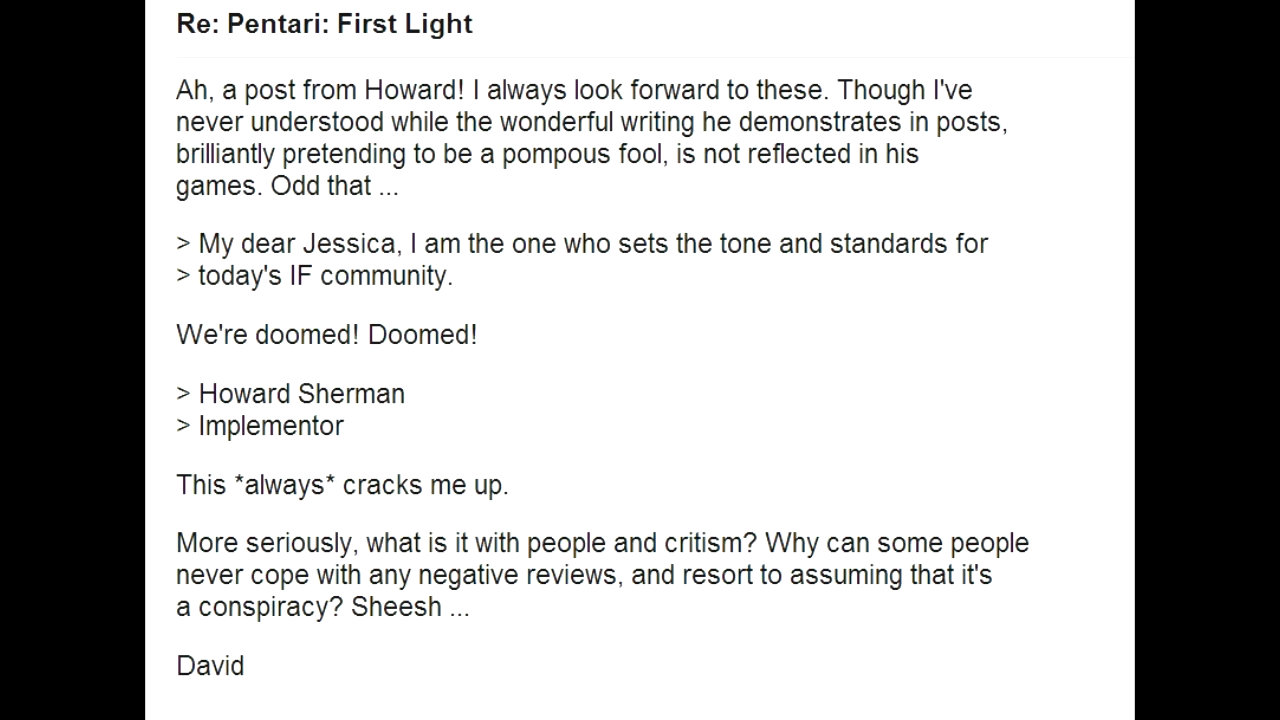 Re: Pentari: First Light
Ah, a post from Howard! I always look forward to these. Though I've
never understood while the wonderful writing he demonstrates in posts,
brilliantly pretending to be a pompous fool, is not reflected in his
games. Odd that ...
> My dear Jessica, I am the one who sets the tone and standards for
> today's IF community.
We're doomed! Doomed!
> Howard Sherman
> Implementor
This *always* cracks me up.
More seriously, what is it with people and critism? Why can some people
never cope with any negative reviews, and resort to assuming that it's
a conspiracy? Sheesh ...
David